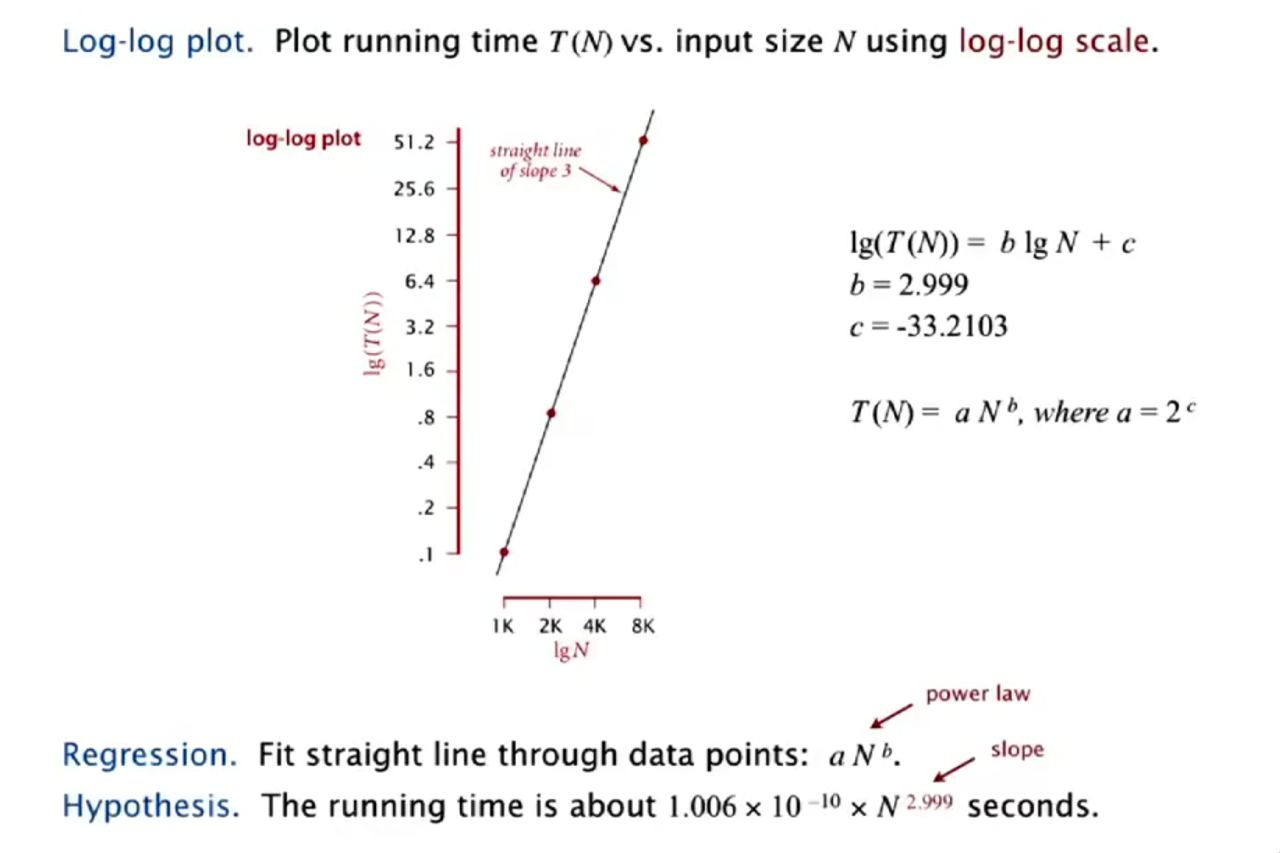 Log-log plot. Plot running time T(N) vs. input size N using log-log scale.
log-log plot
51.2
25.6
12.8
6.4
3.2
1.6
.8
.4
.2
.1
lg(T(N))
straight line
of slope 3
1K 2K 4K 8K
lg N
lg(T(N)) = b lg N + c
b = 2.999
c = -33.2103
T(N) = a N ᵇ, where a = 2 ᶜ
power law
Regression. Fit straight line through data points: a N ᵇ.
slope
Hypothesis. The running time is about 1.006 × 10 ⁻¹⁰ × N ²·⁹⁹⁹ seconds.